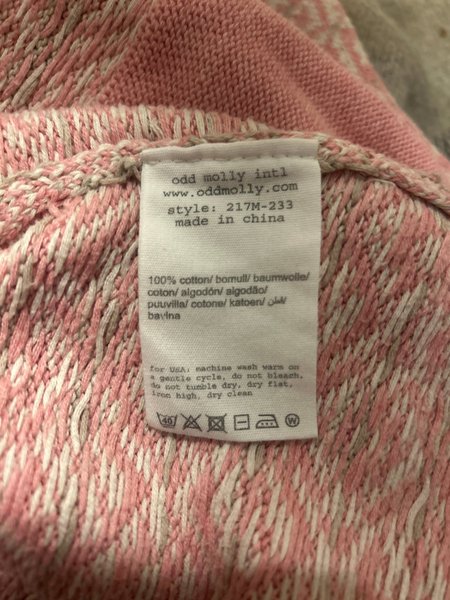 odd molly intl
www.oddmolly.com
style: 217M-233
made in china
100% cotton/ bomull/ baumwolle/
coton/ algodón/ algodão/
puuvilla/ cotone/ katoen/ قطن/
bavlna
for USA: machine wash warm on
a gentle cycle, do not bleach,
do not tumble dry, dry flat,
iron high, dry clean
40 W